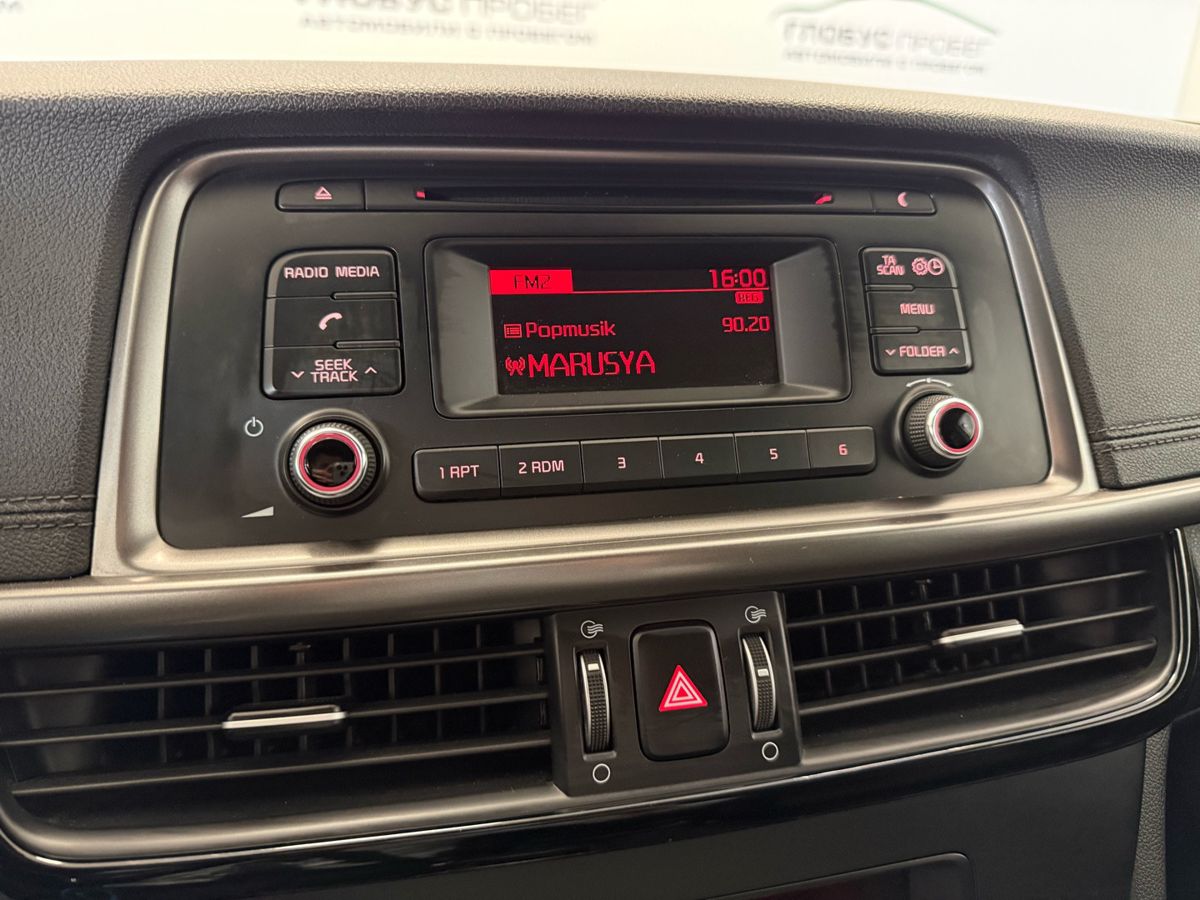 ГЛОБУС ПРОБЕГ
АВТОМОБИЛИ С ПРОБЕГОМ
ГЛОБУС ПРОБЕГ
АВТОМОБИЛИ С ПРОБЕГОМ
RADIO MEDIA
SEEK
TRACK
FM2
16:00
REG
Popmusik
90.20
MARUSYA
TA
SCAN
MENU
FOLDER
1 RPT
2 RDM
3
4
5
6